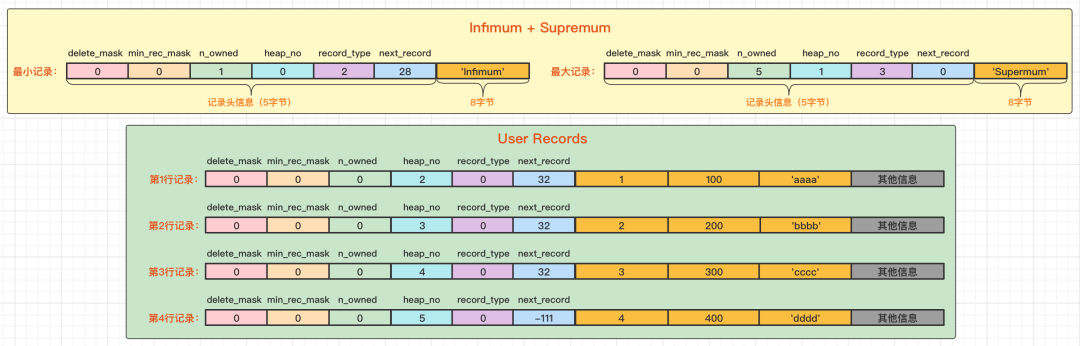 Infimum + Supremum
delete_mask min_rec_mask n_owned heap_no record_type next_record delete_mask min_rec_mask n_owned heap_no record_type next_record
最小记录: 0 0 1 0 2 28 'Infimum' 最大记录: 0 0 5 1 3 0 'Supermum'
记录头信息（5字节） 8字节 记录头信息（5字节） 8字节
User Records
delete_mask min_rec_mask n_owned heap_no record_type next_record
第1行记录: 0 0 0 2 0 32 1 100 'aaaa' 其他信息
delete_mask min_rec_mask n_owned heap_no record_type next_record
第2行记录: 0 0 0 3 0 32 2 200 'bbbb' 其他信息
delete_mask min_rec_mask n_owned heap_no record_type next_record
第3行记录: 0 0 0 4 0 32 3 300 'cccc' 其他信息
delete_mask min_rec_mask n_owned heap_no record_type next_record
第4行记录: 0 0 0 5 0 -111 4 400 'dddd' 其他信息